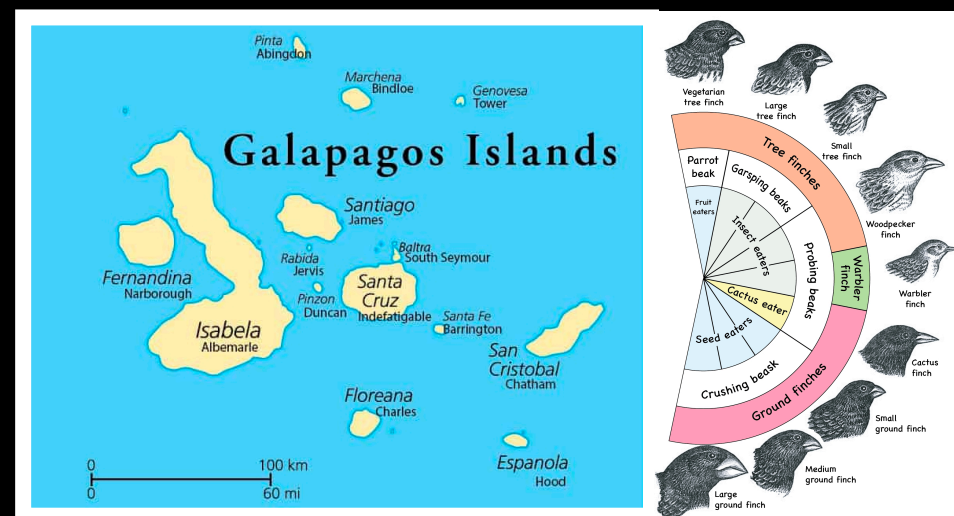 Pinta
Abingdon
Marchena
Bindloe
Genovesa
Tower
Galapagos Islands
Santiago
James
Rabida
Jervis
Baltra
South Seymour
Fernandina
Narborough
Pinzon
Duncan
Santa
Cruz
Indefatigable
Santa Fe
Barrington
Isabela
Albemarle
San
Cristobal
Chatham
Floreana
Charles
Espanola
Hood
0 100 km
0 60 mi
Vegetarian
tree finch
Large
tree finch
Small
tree finch
Woodpecker
finch
Warbler
finch
Cactus
finch
Small
ground finch
Medium
ground finch
Large
ground finch
Tree finches
Warbler
finch
Ground finches
Parrot
beak
Garsping beaks
Probing beaks
Crushing beask
Fruit
eaters
Insect eaters
Cactus eater
Seed eaters